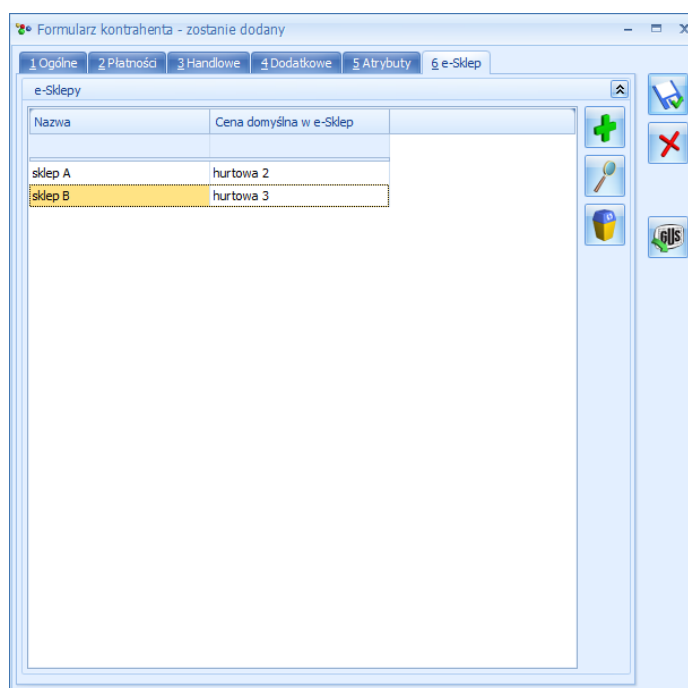 Formularz kontrahenta - zostanie dodany
1 Ogólne 2 Płatności 3 Handlowe 4 Dodatkowe 5 Atrybuty 6 e-Sklep
e-Sklepy
Nazwa Cena domyślna w e-Sklep
sklep A hurtowa 2
sklep B hurtowa 3
GUS